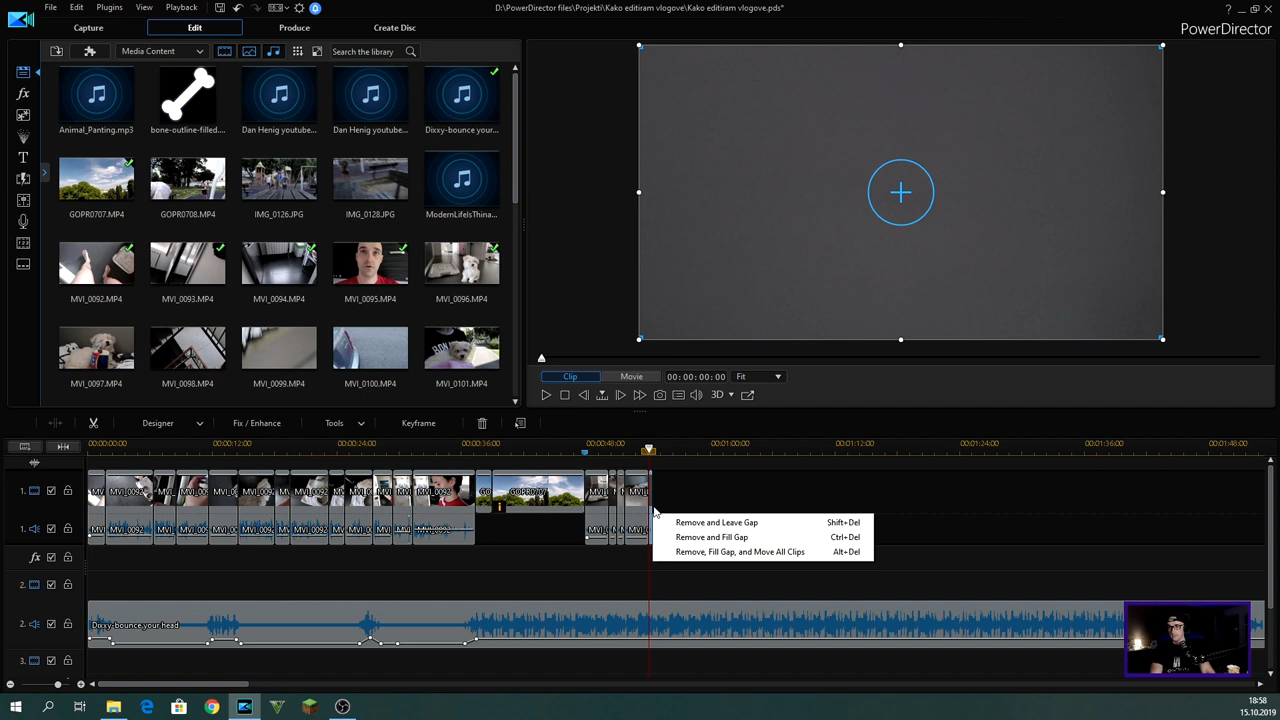 File Edit Plugins View Playback
D:\PowerDirector files\Projekti\Kako editiram vlogove\Kako editiram vlogove.pds*
Capture Edit Produce Create Disc
PowerDirector
Media Content Search the library
Animal_Panting.mp3 bone-outline-filled.... Dan Henig youtube... Dan Henig youtube... Dixxy-bounce your...
GOPR0707.MP4 GOPR0708.MP4 IMG_0126.JPG IMG_0128.JPG ModernLifeIsThina...
MVI_0092.MP4 MVI_0093.MP4 MVI_0094.MP4 MVI_0095.MP4 MVI_0096.MP4
MVI_0097.MP4 MVI_0098.MP4 MVI_0099.MP4 MVI_0100.MP4 MVI_0101.MP4
Clip Movie 00:00:00:00 Fit
3D
Designer Fix / Enhance Tools Keyframe
00:00:00:00 00:00:12:00 00:00:24:00 00:00:36:00 00:00:48:00 00:01:00:00 00:01:12:00 00:01:24:00 00:01:36:00 00:01:48:00
1. MVI_0092 GOPR0707
Remove and Leave Gap Shift+Del
1.
Remove and Fill Gap Ctrl+Del
Remove, Fill Gap, and Move All Clips Alt+Del
fx
2.
2. Dixxy-bounce your head
3.
18:58
15.10.2019